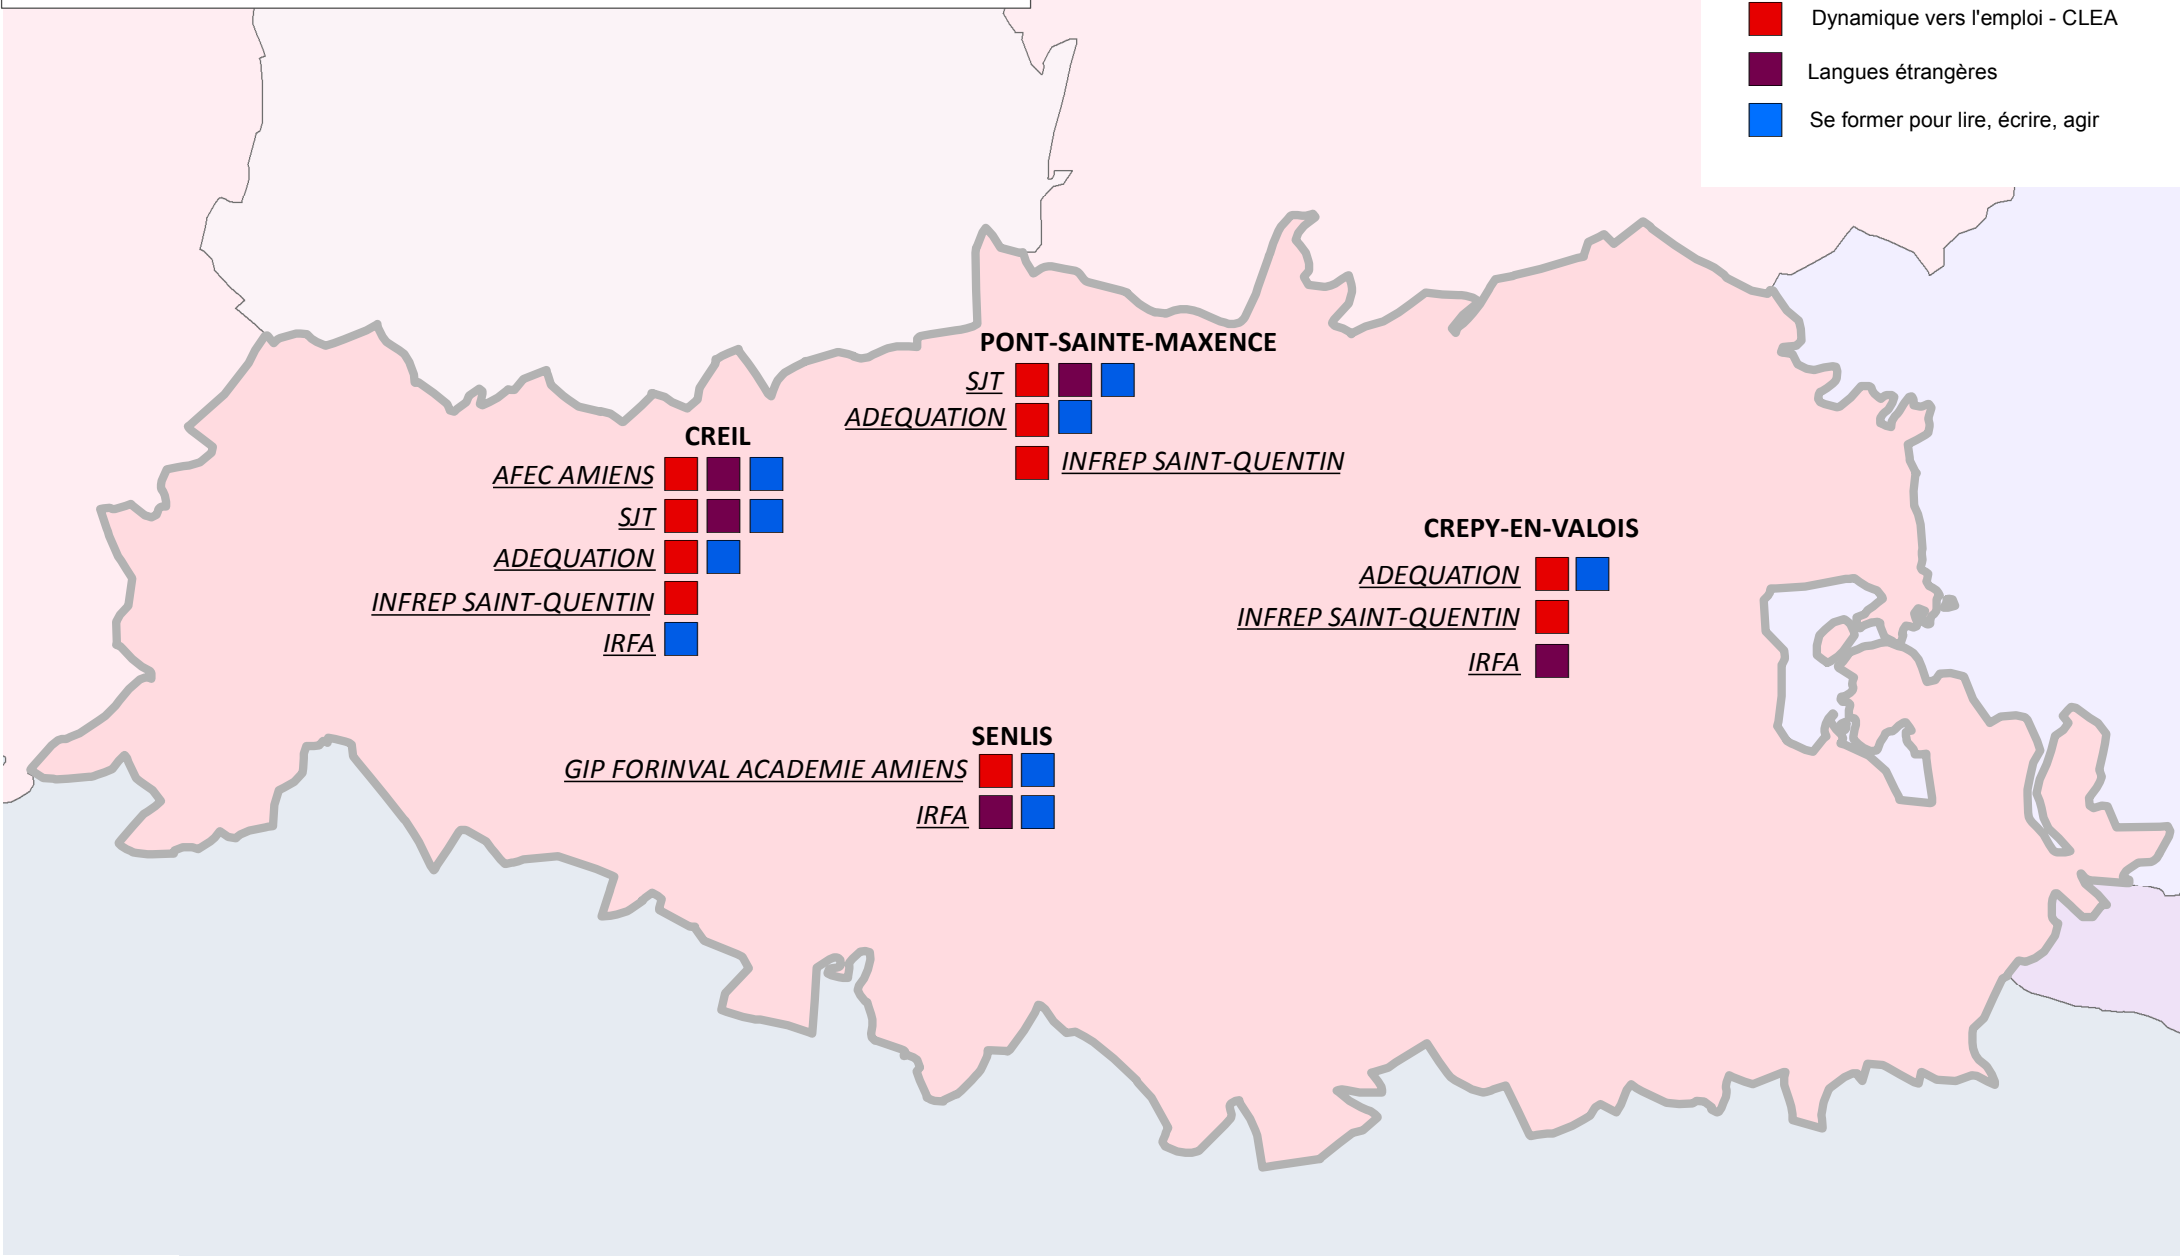 Dynamique vers l'emploi - CLEA
Langues étrangères
Se former pour lire, écrire, agir
PONT-SAINTE-MAXENCE
SJT
ADEQUATION
INFREP SAINT-QUENTIN
CREIL
AFEC AMIENS
SJT
ADEQUATION
INFREP SAINT-QUENTIN
IRFA
CREPY-EN-VALOIS
ADEQUATION
INFREP SAINT-QUENTIN
IRFA
SENLIS
GIP FORINVAL ACADEMIE AMIENS
IRFA